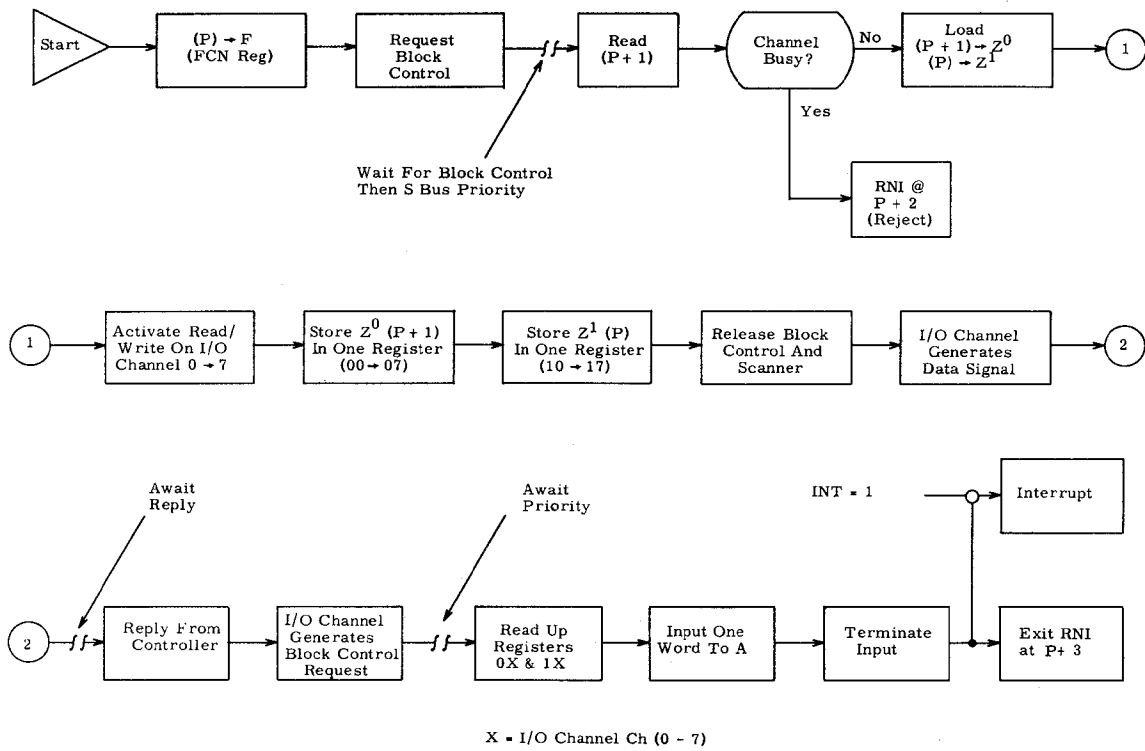 Start
(P) → F
(FCN Reg)
Request
Block
Control
Read
(P+1)
Channel
Busy?
No
Load
(P + 1) → Z⁰
(P) → Z¹
1
Yes
Wait For Block Control
Then S Bus Priority
RNI @
P + 2
(Reject)
1
Activate Read/
Write On I/O
Channel 0 → 7
Store Z⁰ (P + 1)
In One Register
(00 → 07)
Store Z¹ (P)
In One Register
(10 → 17)
Release Block
Control And
Scanner
I/O Channel
Generates
Data Signal
2
Await
Reply
Await
Priority
INT = 1
Interrupt
2
Reply From
Controller
I/O Channel
Generates
Block Control
Request
Read Up
Registers
0X & 1X
Input One
Word To A
Terminate
Input
Exit RNI
at P+ 3
X = I/O Channel Ch (0 - 7)